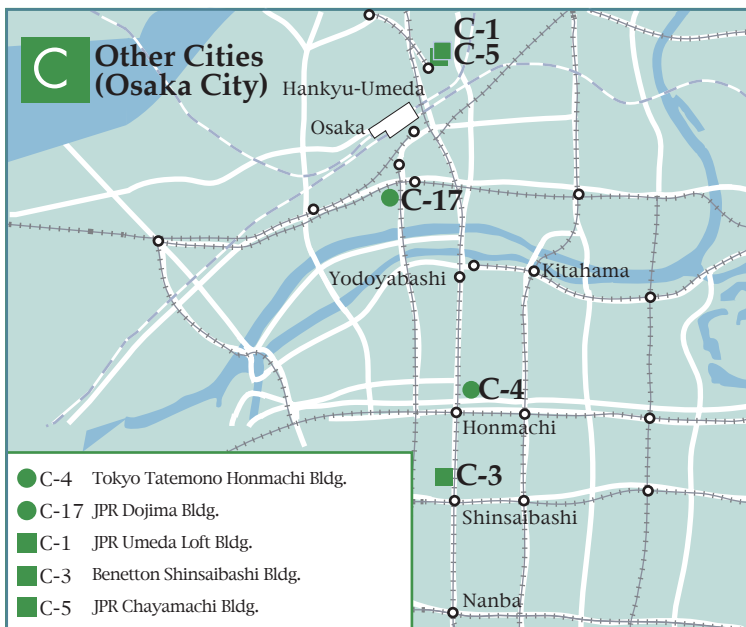 C
Other Cities
(Osaka City)
C-1
C-5
Hankyu-Umeda
Osaka
C-17
Yodoyabashi
Kitahama
C-4
Honmachi
C-3
Shinsaibashi
Nanba
C-4 Tokyo Tatemono Honmachi Bldg.
C-17 JPR Dojima Bldg.
C-1 JPR Umeda Loft Bldg.
C-3 Benetton Shinsaibashi Bldg.
C-5 JPR Chayamachi Bldg.